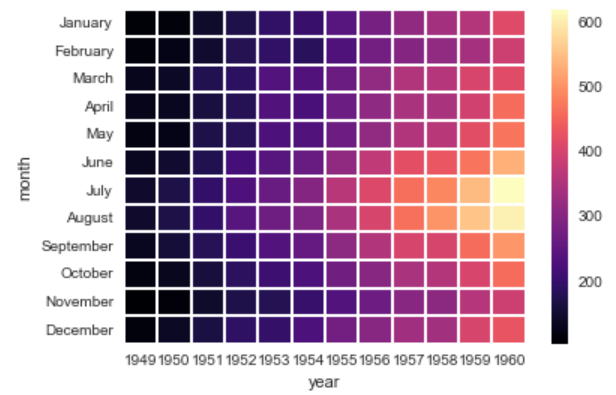 January
February
March
April
May
June
July
August
September
October
November
December
month
1949 1950 1951 1952 1953 1954 1955 1956 1957 1958 1959 1960
year
600
500
400
300
200